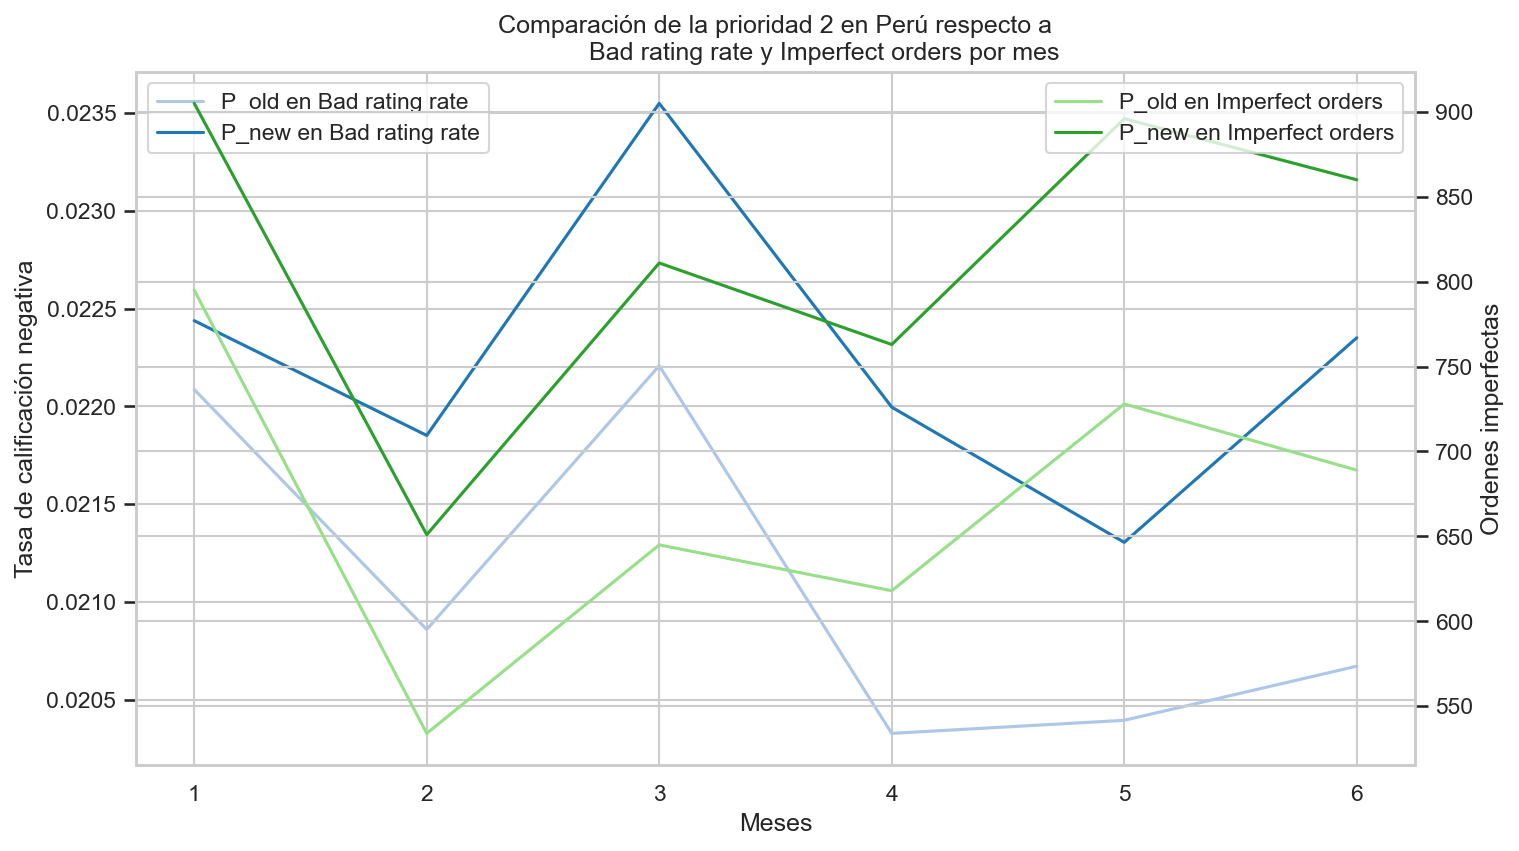 Comparación de la prioridad 2 en Perú respecto a
Bad rating rate y Imperfect orders por mes
P_old en Bad rating rate
P_new en Bad rating rate
P_old en Imperfect orders
P_new en Imperfect orders
Tasa de calificación negativa
0.0235
0.0230
0.0225
0.0220
0.0215
0.0210
0.0205
900
850
800
750
700
650
600
550
Ordenes imperfectas
1 2 3 4 5 6
Meses